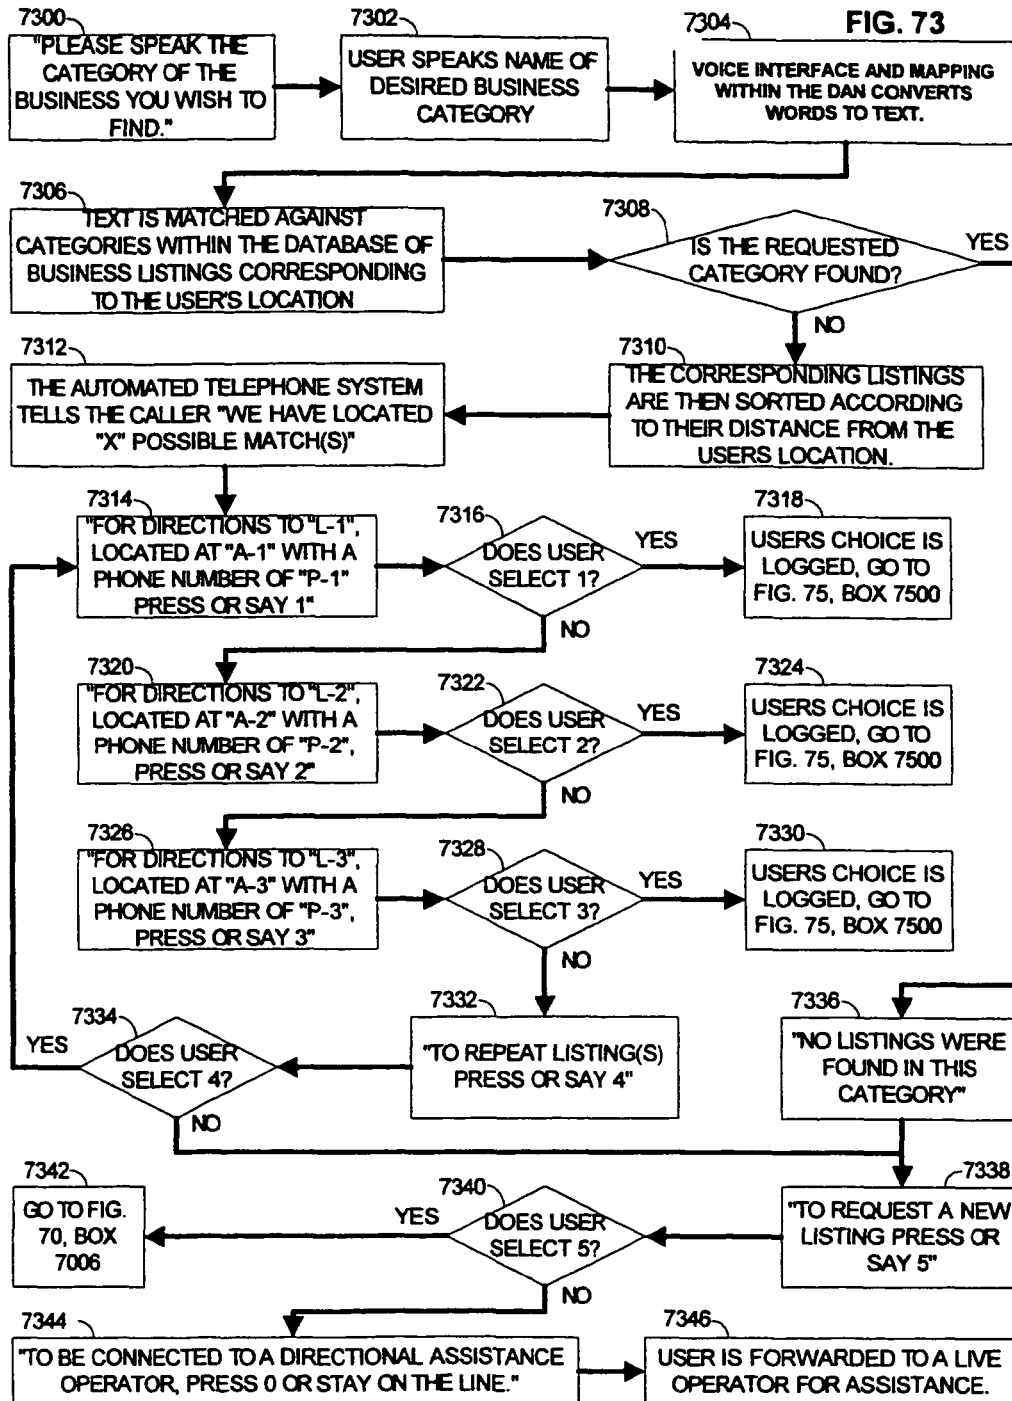 FIG. 73
7300
"PLEASE SPEAK THE
CATEGORY OF THE
BUSINESS YOU WISH TO
FIND."
7302
USER SPEAKS NAME OF
DESIRED BUSINESS
CATEGORY
7304
VOICE INTERFACE AND MAPPING
WITHIN THE DAN CONVERTS
WORDS TO TEXT.
7306
TEXT IS MATCHED AGAINST
CATEGORIES WITHIN THE DATABASE OF
BUSINESS LISTINGS CORRESPONDING
TO THE USER'S LOCATION
7308
IS THE REQUESTED
CATEGORY FOUND?
YES
NO
7310
THE CORRESPONDING LISTINGS
ARE THEN SORTED ACCORDING
TO THEIR DISTANCE FROM THE
USERS LOCATION.
7312
THE AUTOMATED TELEPHONE SYSTEM
TELLS THE CALLER "WE HAVE LOCATED
"X" POSSIBLE MATCH(S)"
7314
"FOR DIRECTIONS TO "L-1",
LOCATED AT "A-1" WITH A
PHONE NUMBER OF "P-1"
PRESS OR SAY 1"
7316
DOES USER
SELECT 1?
YES
NO
7318
USERS CHOICE IS
LOGGED, GO TO
FIG. 75, BOX 7500
7320
"FOR DIRECTIONS TO "L-2",
LOCATED AT "A-2" WITH A
PHONE NUMBER OF "P-2",
PRESS OR SAY 2"
7322
DOES USER
SELECT 2?
YES
NO
7324
USERS CHOICE IS
LOGGED, GO TO
FIG. 75, BOX 7500
7326
"FOR DIRECTIONS TO "L-3",
LOCATED AT "A-3" WITH A
PHONE NUMBER OF "P-3",
PRESS OR SAY 3"
7328
DOES USER
SELECT 3?
YES
NO
7330
USERS CHOICE IS
LOGGED, GO TO
FIG. 75, BOX 7500
7332
"TO REPEAT LISTING(S)
PRESS OR SAY 4"
7334
DOES USER
SELECT 4?
YES
NO
7336
"NO LISTINGS WERE
FOUND IN THIS
CATEGORY"
7338
"TO REQUEST A NEW
LISTING PRESS OR
SAY 5"
7340
DOES USER
SELECT 5?
YES
NO
7342
GO TO FIG.
70, BOX
7006
7344
"TO BE CONNECTED TO A DIRECTIONAL ASSISTANCE
OPERATOR, PRESS 0 OR STAY ON THE LINE."
7346
USER IS FORWARDED TO A LIVE
OPERATOR FOR ASSISTANCE.